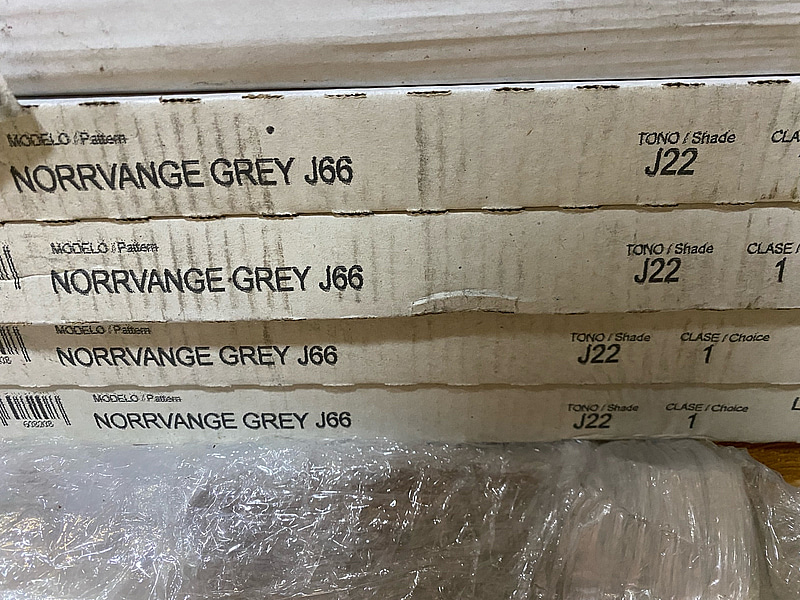 MODELO / Pattern
TONO / Shade
CLA
NORRVANGE GREY J66
J22
MODELO / Pattern
TONO / Shade
CLASE /
NORRVANGE GREY J66
J22
1
MODELO / Pattern
TONO / Shade
CLASE / Choice
NORRVANGE GREY J66
J22
1
MODELO / Pattern
TONO / Shade
CLASE / Choice
L
NORRVANGE GREY J66
J22
1